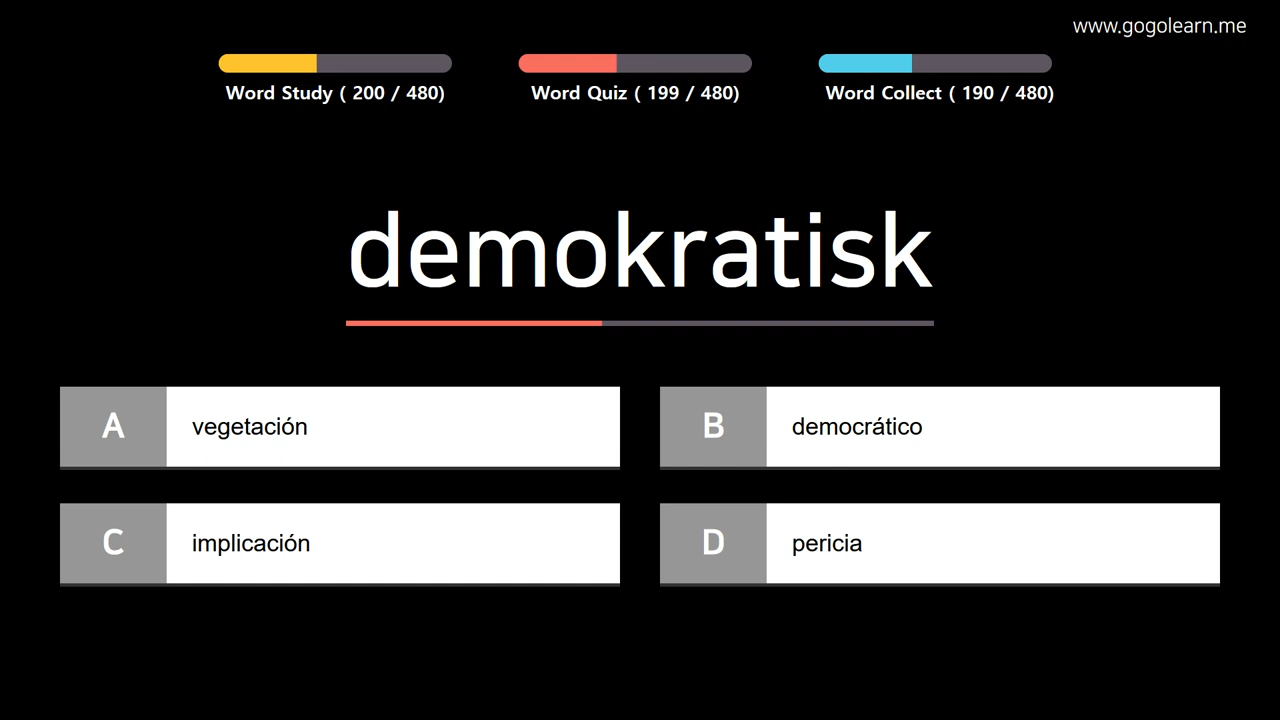 www.gogolearn.me
Word Study ( 200 / 480)
Word Quiz ( 199 / 480)
Word Collect ( 190 / 480)
demokratisk
A vegetación
B democrático
C implicación
D pericia